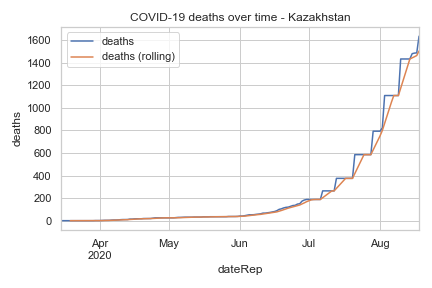 COVID-19 deaths over time - Kazakhstan
deaths
deaths (rolling)
1600
1400
1200
1000
800
600
400
200
0
deaths
Apr
2020
May
Jun
Jul
Aug
dateRep